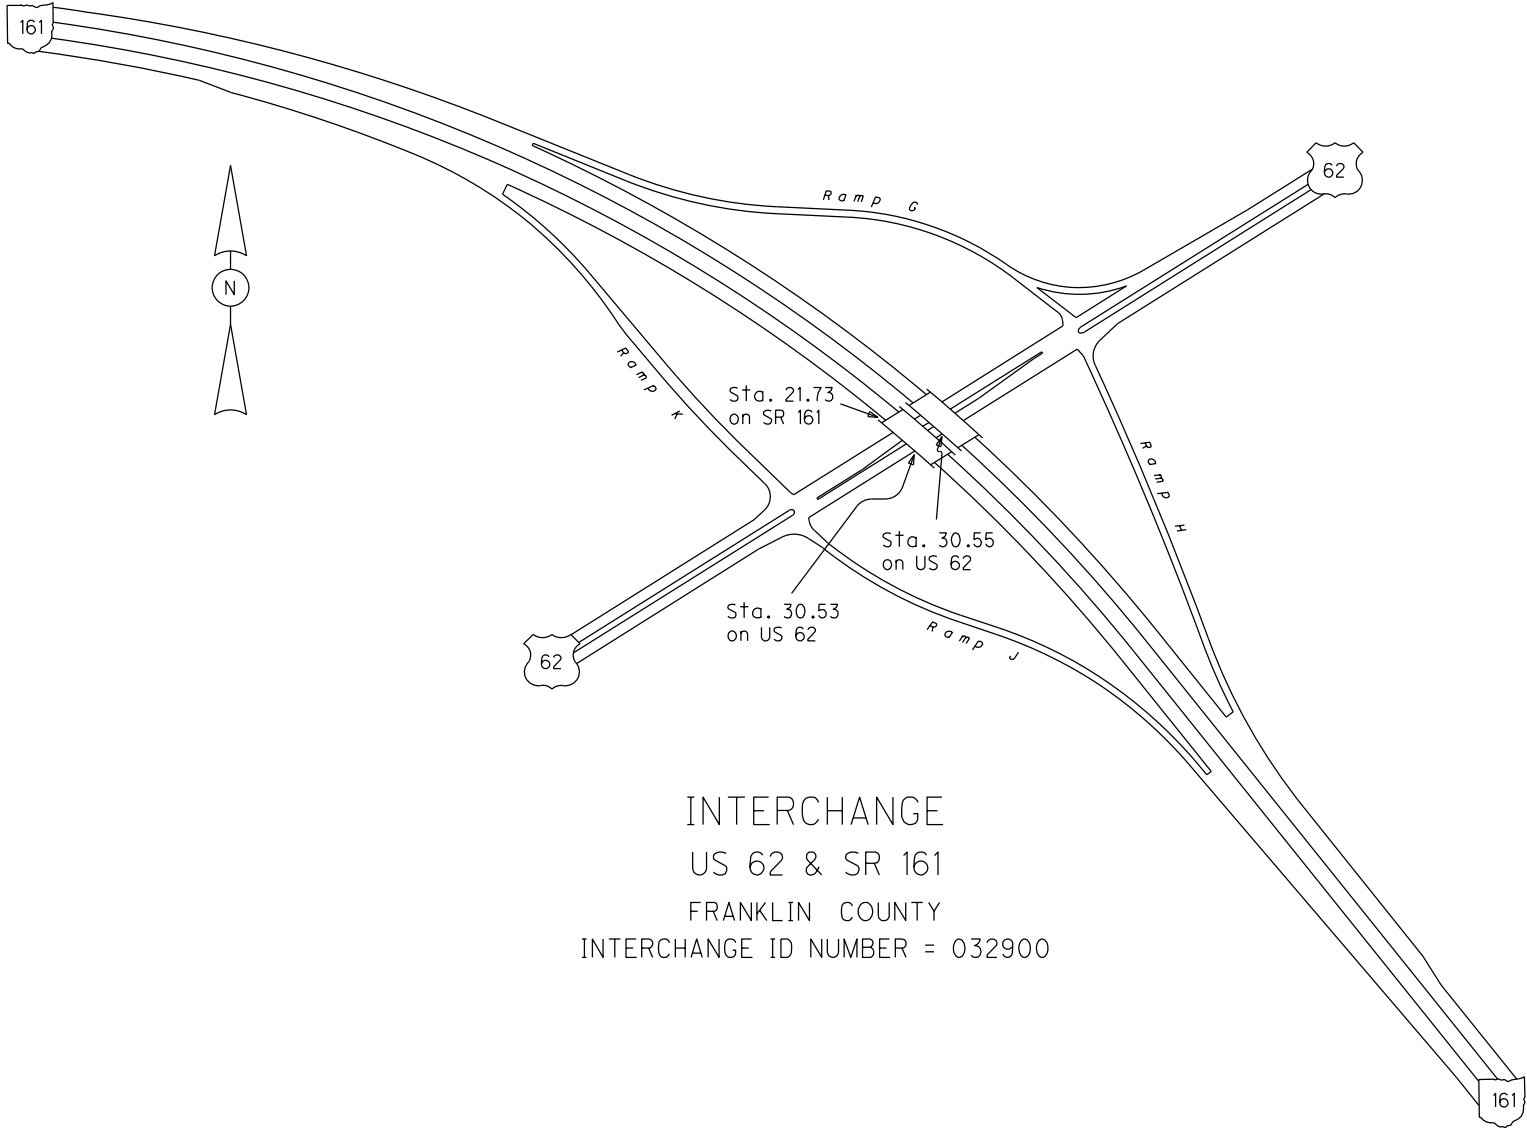 161
62
Ramp G
N
Ramp K
Sta. 21.73
on SR 161
Ramp H
Sta. 30.55
on US 62
Sta. 30.53
on US 62
Ramp J
62
INTERCHANGE
US 62 & SR 161
FRANKLIN COUNTY
INTERCHANGE ID NUMBER = 032900
161